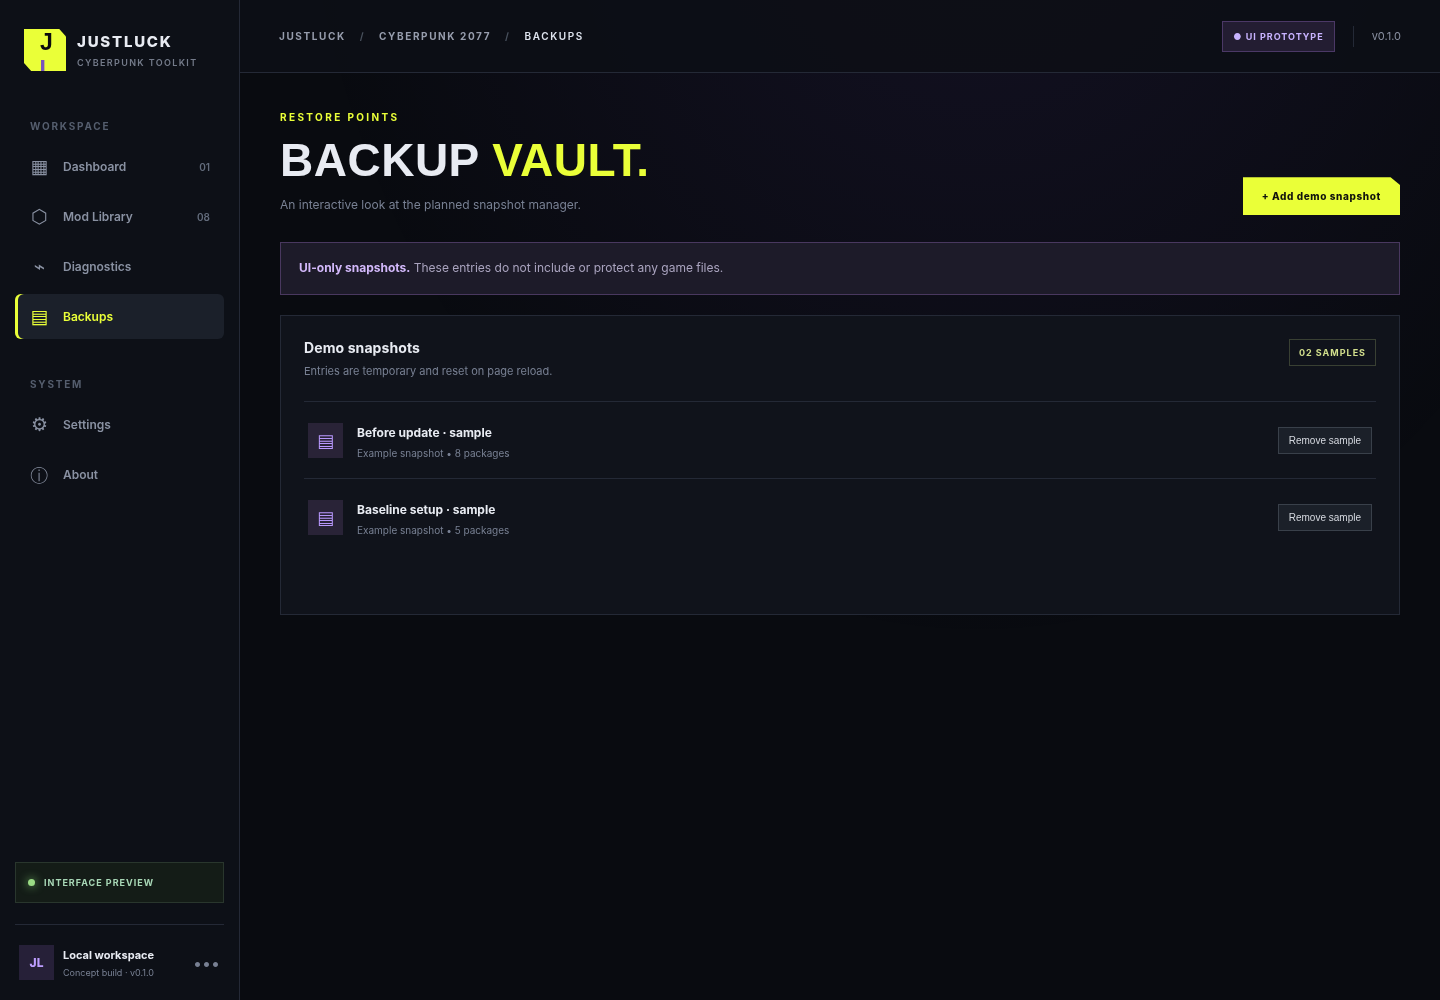 J
L
JUSTLUCK
CYBERPUNK TOOLKIT
WORKSPACE
Dashboard 01
Mod Library 08
Diagnostics
Backups
SYSTEM
Settings
About
INTERFACE PREVIEW
JL
Local workspace
Concept build · v0.1.0
JUSTLUCK / CYBERPUNK 2077 / BACKUPS
UI PROTOTYPE
v0.1.0
RESTORE POINTS
BACKUP VAULT.
An interactive look at the planned snapshot manager.
+ Add demo snapshot
UI-only snapshots. These entries do not include or protect any game files.
Demo snapshots
Entries are temporary and reset on page reload.
02 SAMPLES
Before update · sample
Example snapshot • 8 packages
Remove sample
Baseline setup · sample
Example snapshot • 5 packages
Remove sample